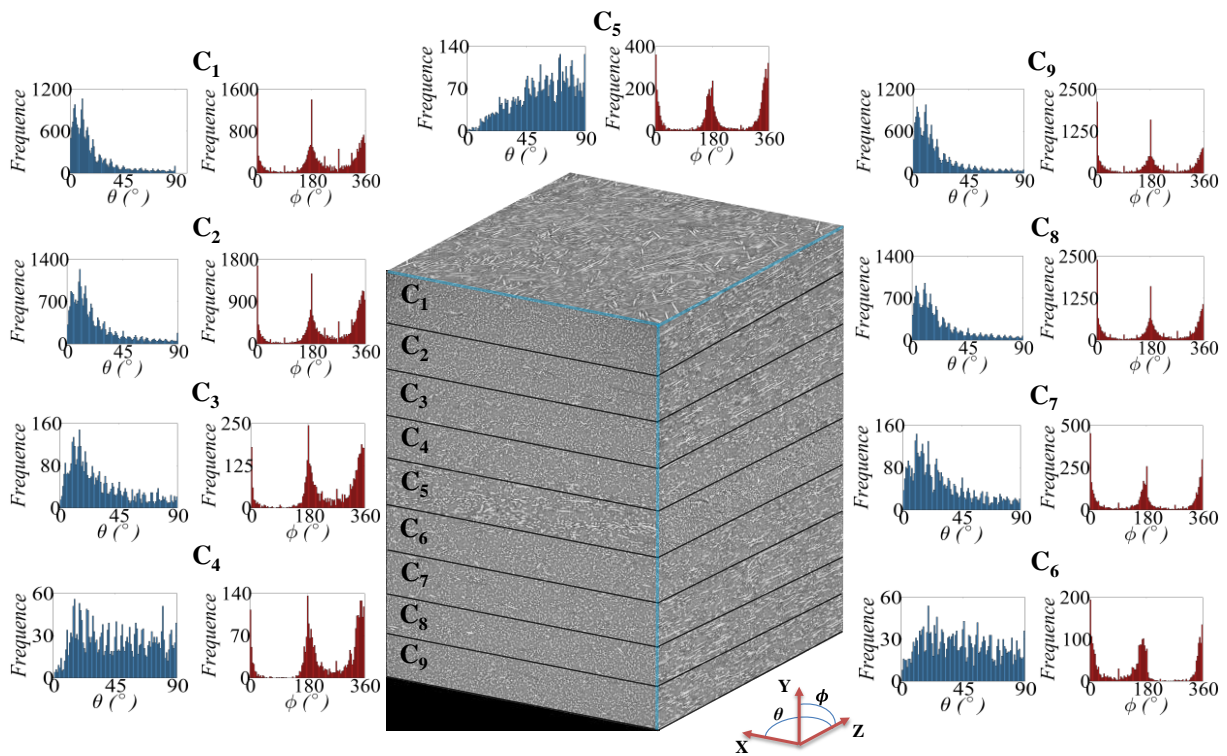 C5
140
70
0
Frequence
45
90
θ (°)
400
200
0
Frequence
0
180
360
ϕ (°)
C1
1200
600
0
Frequence
0
45
90
θ (°)
1600
800
0
Frequence
0
180
360
ϕ (°)
C9
1200
600
0
Frequence
0
45
90
θ (°)
2500
1250
0
Frequence
0
180
360
ϕ (°)
C2
1400
700
0
Frequence
0
45
90
θ (°)
1800
900
0
Frequence
0
180
360
ϕ (°)
C8
1400
700
0
Frequence
0
45
90
θ (°)
2500
1250
0
Frequence
0
180
360
ϕ (°)
C3
160
80
0
Frequence
0
45
90
θ (°)
250
125
0
Frequence
0
180
360
ϕ (°)
C7
160
80
0
Frequence
0
45
90
θ (°)
500
250
0
Frequence
0
180
360
ϕ (°)
C4
60
30
0
Frequence
0
45
90
θ (°)
140
70
0
Frequence
0
180
360
ϕ (°)
C6
60
30
0
Frequence
0
45
90
θ (°)
200
100
0
Frequence
0
180
360
ϕ (°)
C1
C2
C3
C4
C5
C6
C7
C8
C9
Y
ϕ
θ
X
Z